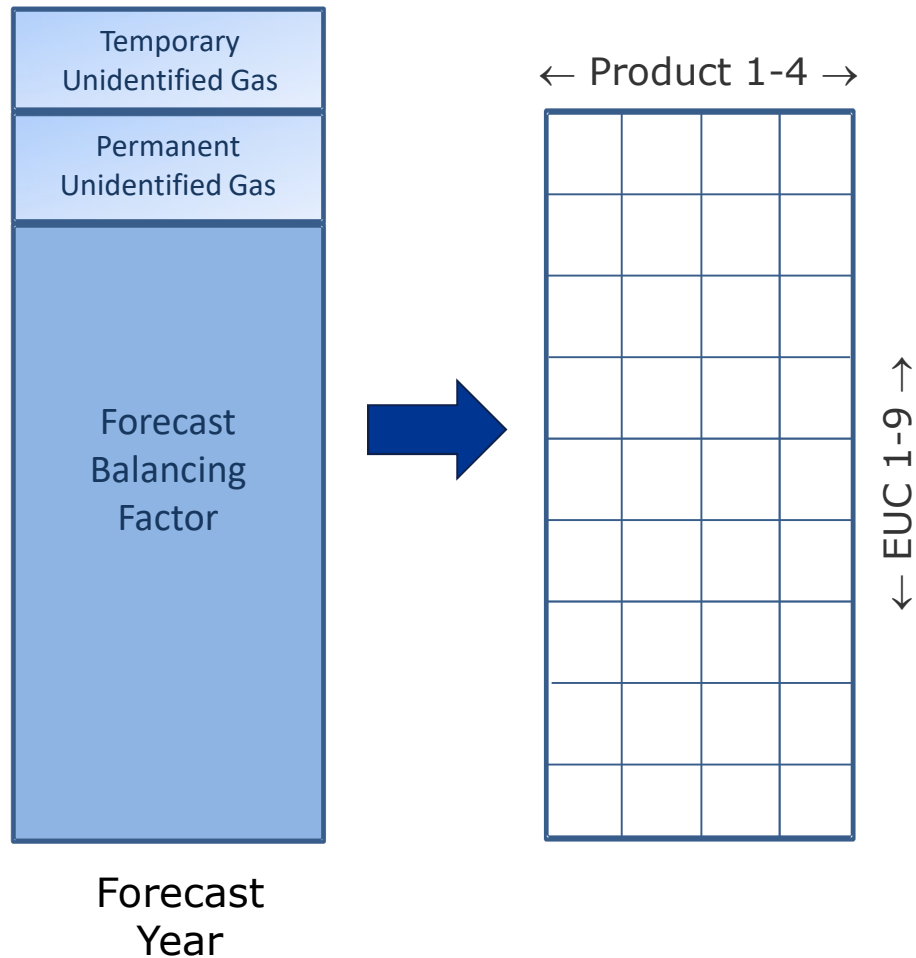 Temporary
Unidentified Gas
Permanent
Unidentified Gas
Forecast
Balancing
Factor
Forecast
Year
← Product 1-4 →
← EUC 1-9 →